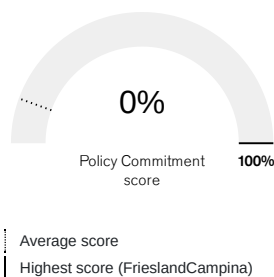 0%
Policy Commitment
score
100%
Average score
Highest score (FrieslandCampina)